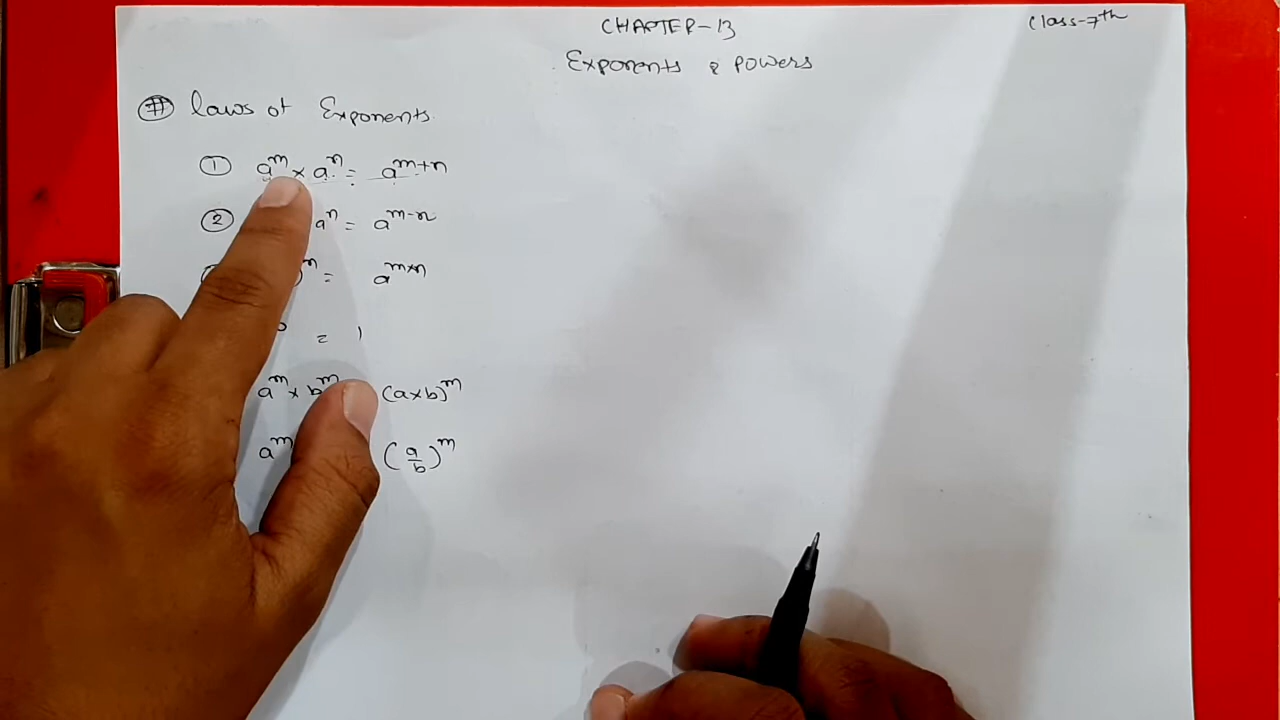 CHAPTER-13
Class-7th
Exponents & Powers
# Laws of Exponents
① a^m × a^n = a^m+n
② a^n = a^m-n
)^n = a^m×n
= 1
a^m × b^m (a×b)^m
a^m (a/b)^m